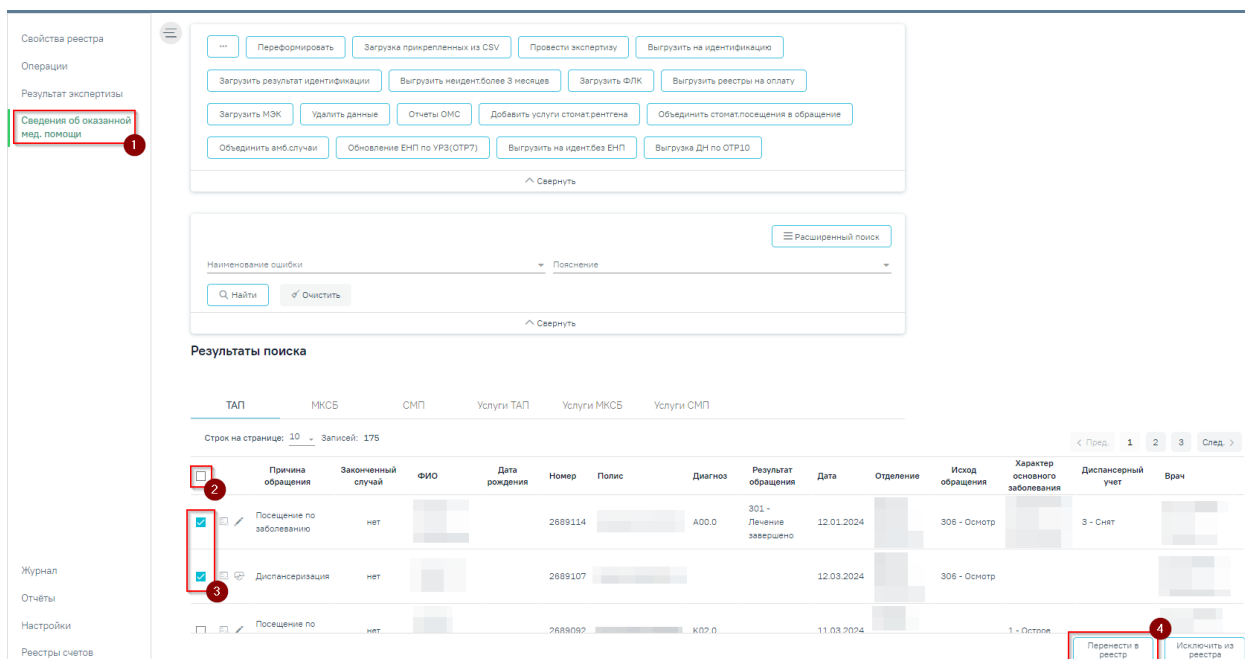 Свойства реестра
Операции
Результат экспертизы
Сведения об оказанной
мед. помощи
1
... Переформировать Загрузка прикрепленных из CSV Провести экспертизу Выгрузить на идентификацию
Загрузить результат идентификации Выгрузить неидент.более 3 месяцев Загрузить ФЛК Выгрузить реестры на оплату
Загрузить МЭК Удалить данные Отчеты ОМС Добавить услуги стомат.рентгена Объединить стомат.посещения в обращение
Объединить амб.случаи Обновление ЕНП по УРЗ(ОТР7) Выгрузить на идент.без ЕНП Выгрузка ДН по ОТР10
Свернуть
Расширенный поиск
Наименование ошибки Пояснение
Найти Очистить
Свернуть
Результаты поиска
ТАП МКСБ СМП Услуги ТАП Услуги МКСБ Услуги СМП
Строк на странице: 10 Записей: 175 < Пред. 1 2 3 След. >
Причина
обращения
Законченный
случай
ФИО
Дата
рождения
Номер
Полис
Диагноз
Результат
обращения
Дата
Отделение
Исход
обращения
Характер
основного
заболевания
Диспансерный
учет
Врач
2
Посещение по
заболеванию
нет
2689114
A00.0
301 -
Лечение
завершено
12.01.2024
306 - Осмотр
3 - Снят
Диспансеризация
нет
2689107
12.03.2024
306 - Осмотр
3
Посещение по
нет
2689092
K02.0
11.03.2024
1 - Острое
4
Перенести в
реестр
Исключить из
реестра
Журнал
Отчёты
Настройки
Реестры счетов